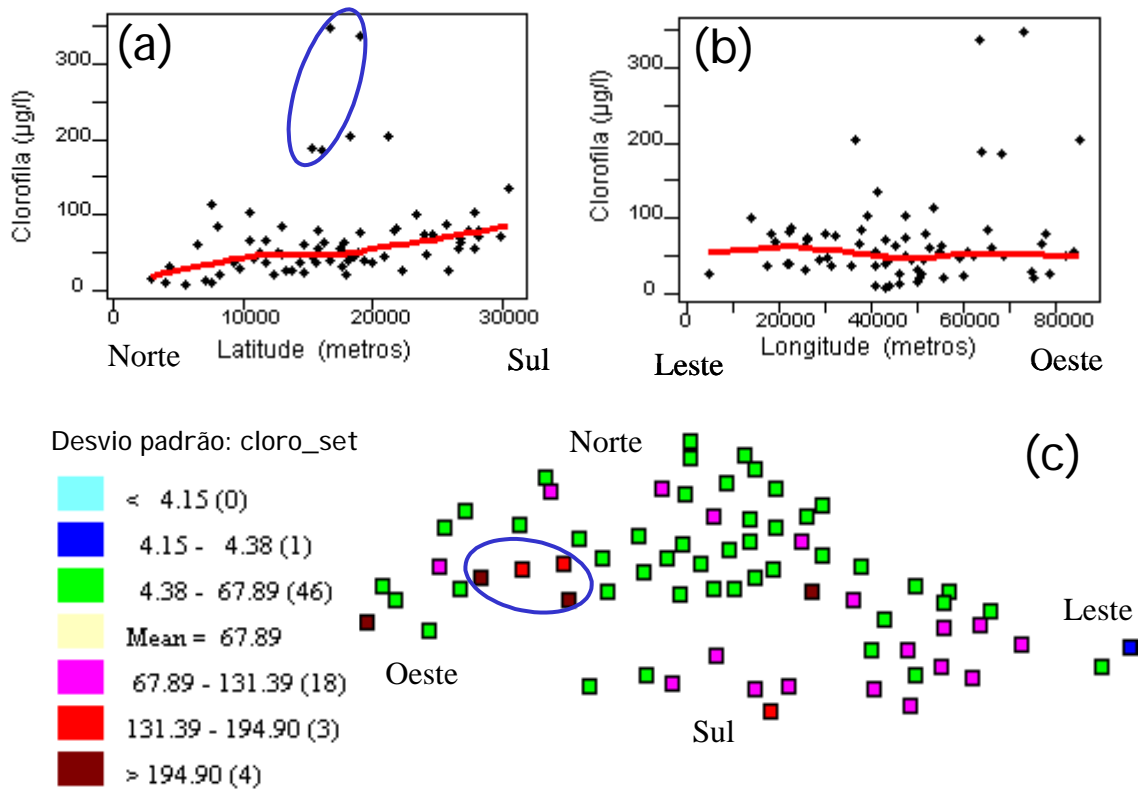 (a)
Clorofila (µg/l)
300
200
100
0
0 10000 20000 30000
Norte Latitude (metros) Sul
(b)
Clorofila (µg/l)
300
200
100
0
0 20000 40000 60000 80000
Leste Longitude (metros) Oeste
Desvio padrão: cloro_set
< 4.15 (0)
4.15 - 4.38 (1)
4.38 - 67.89 (46)
Mean = 67.89
67.89 - 131.39 (18)
131.39 - 194.90 (3)
> 194.90 (4)
(c)
Norte
Leste
Oeste
Sul